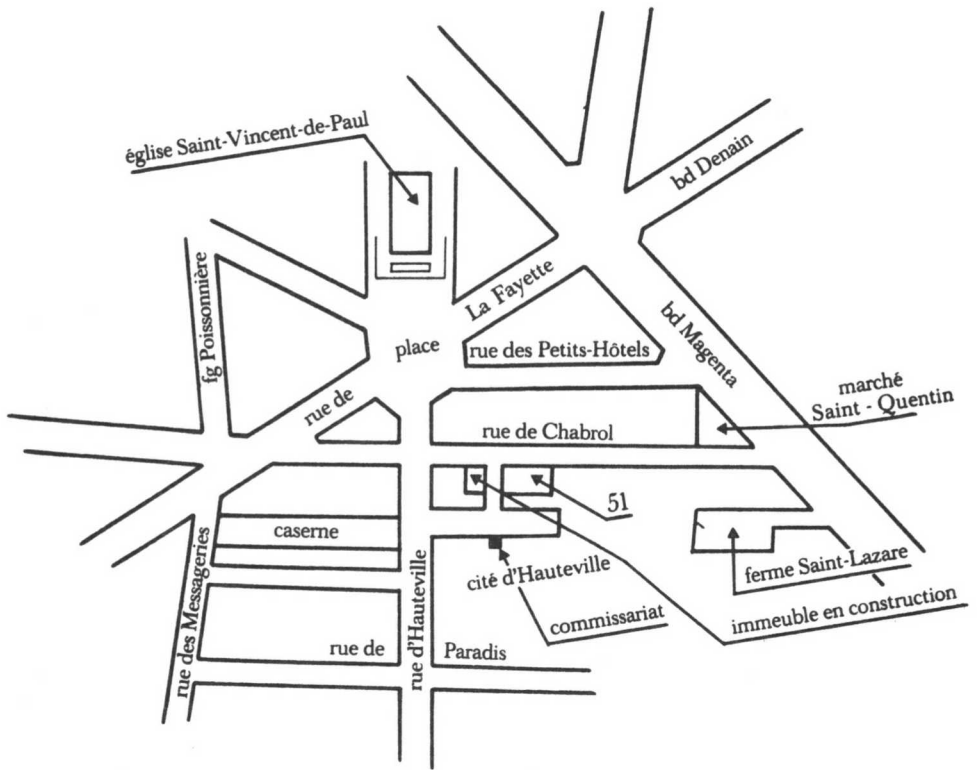 église Saint-Vincent-de-Paul
bd Denain
fg Poissonnière
La Fayette
place
rue des Petits-Hôtels
bd Magenta
marché
Saint - Quentin
rue de
rue de Chabrol
51
caserne
cité d'Hauteville
ferme Saint-Lazare
commissariat
immeuble en construction
rue des Messageries
rue d'Hauteville
rue de Paradis